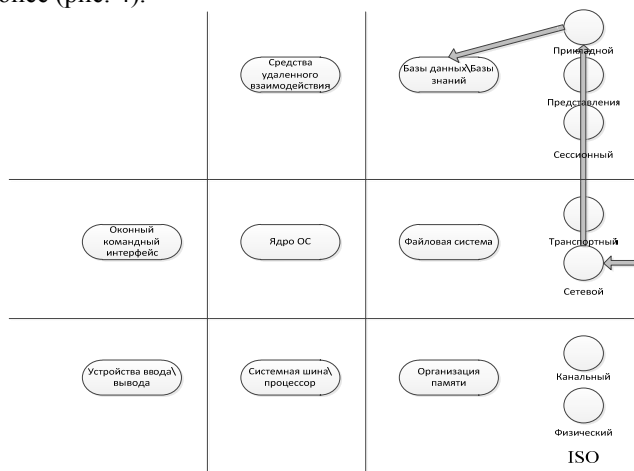 (рис. 4).
Прикладной
Средства
удаленного
взаимодействия
Базы данных\Базы
знаний
Представления
Сессионный
Оконный
командный
интерфейс
Ядро ОС
Файловая система
Транспортный
Сетевой
Устройства ввода\
вывода
Системная шина\
процессор
Организация
памяти
Канальный
Физический
ISO